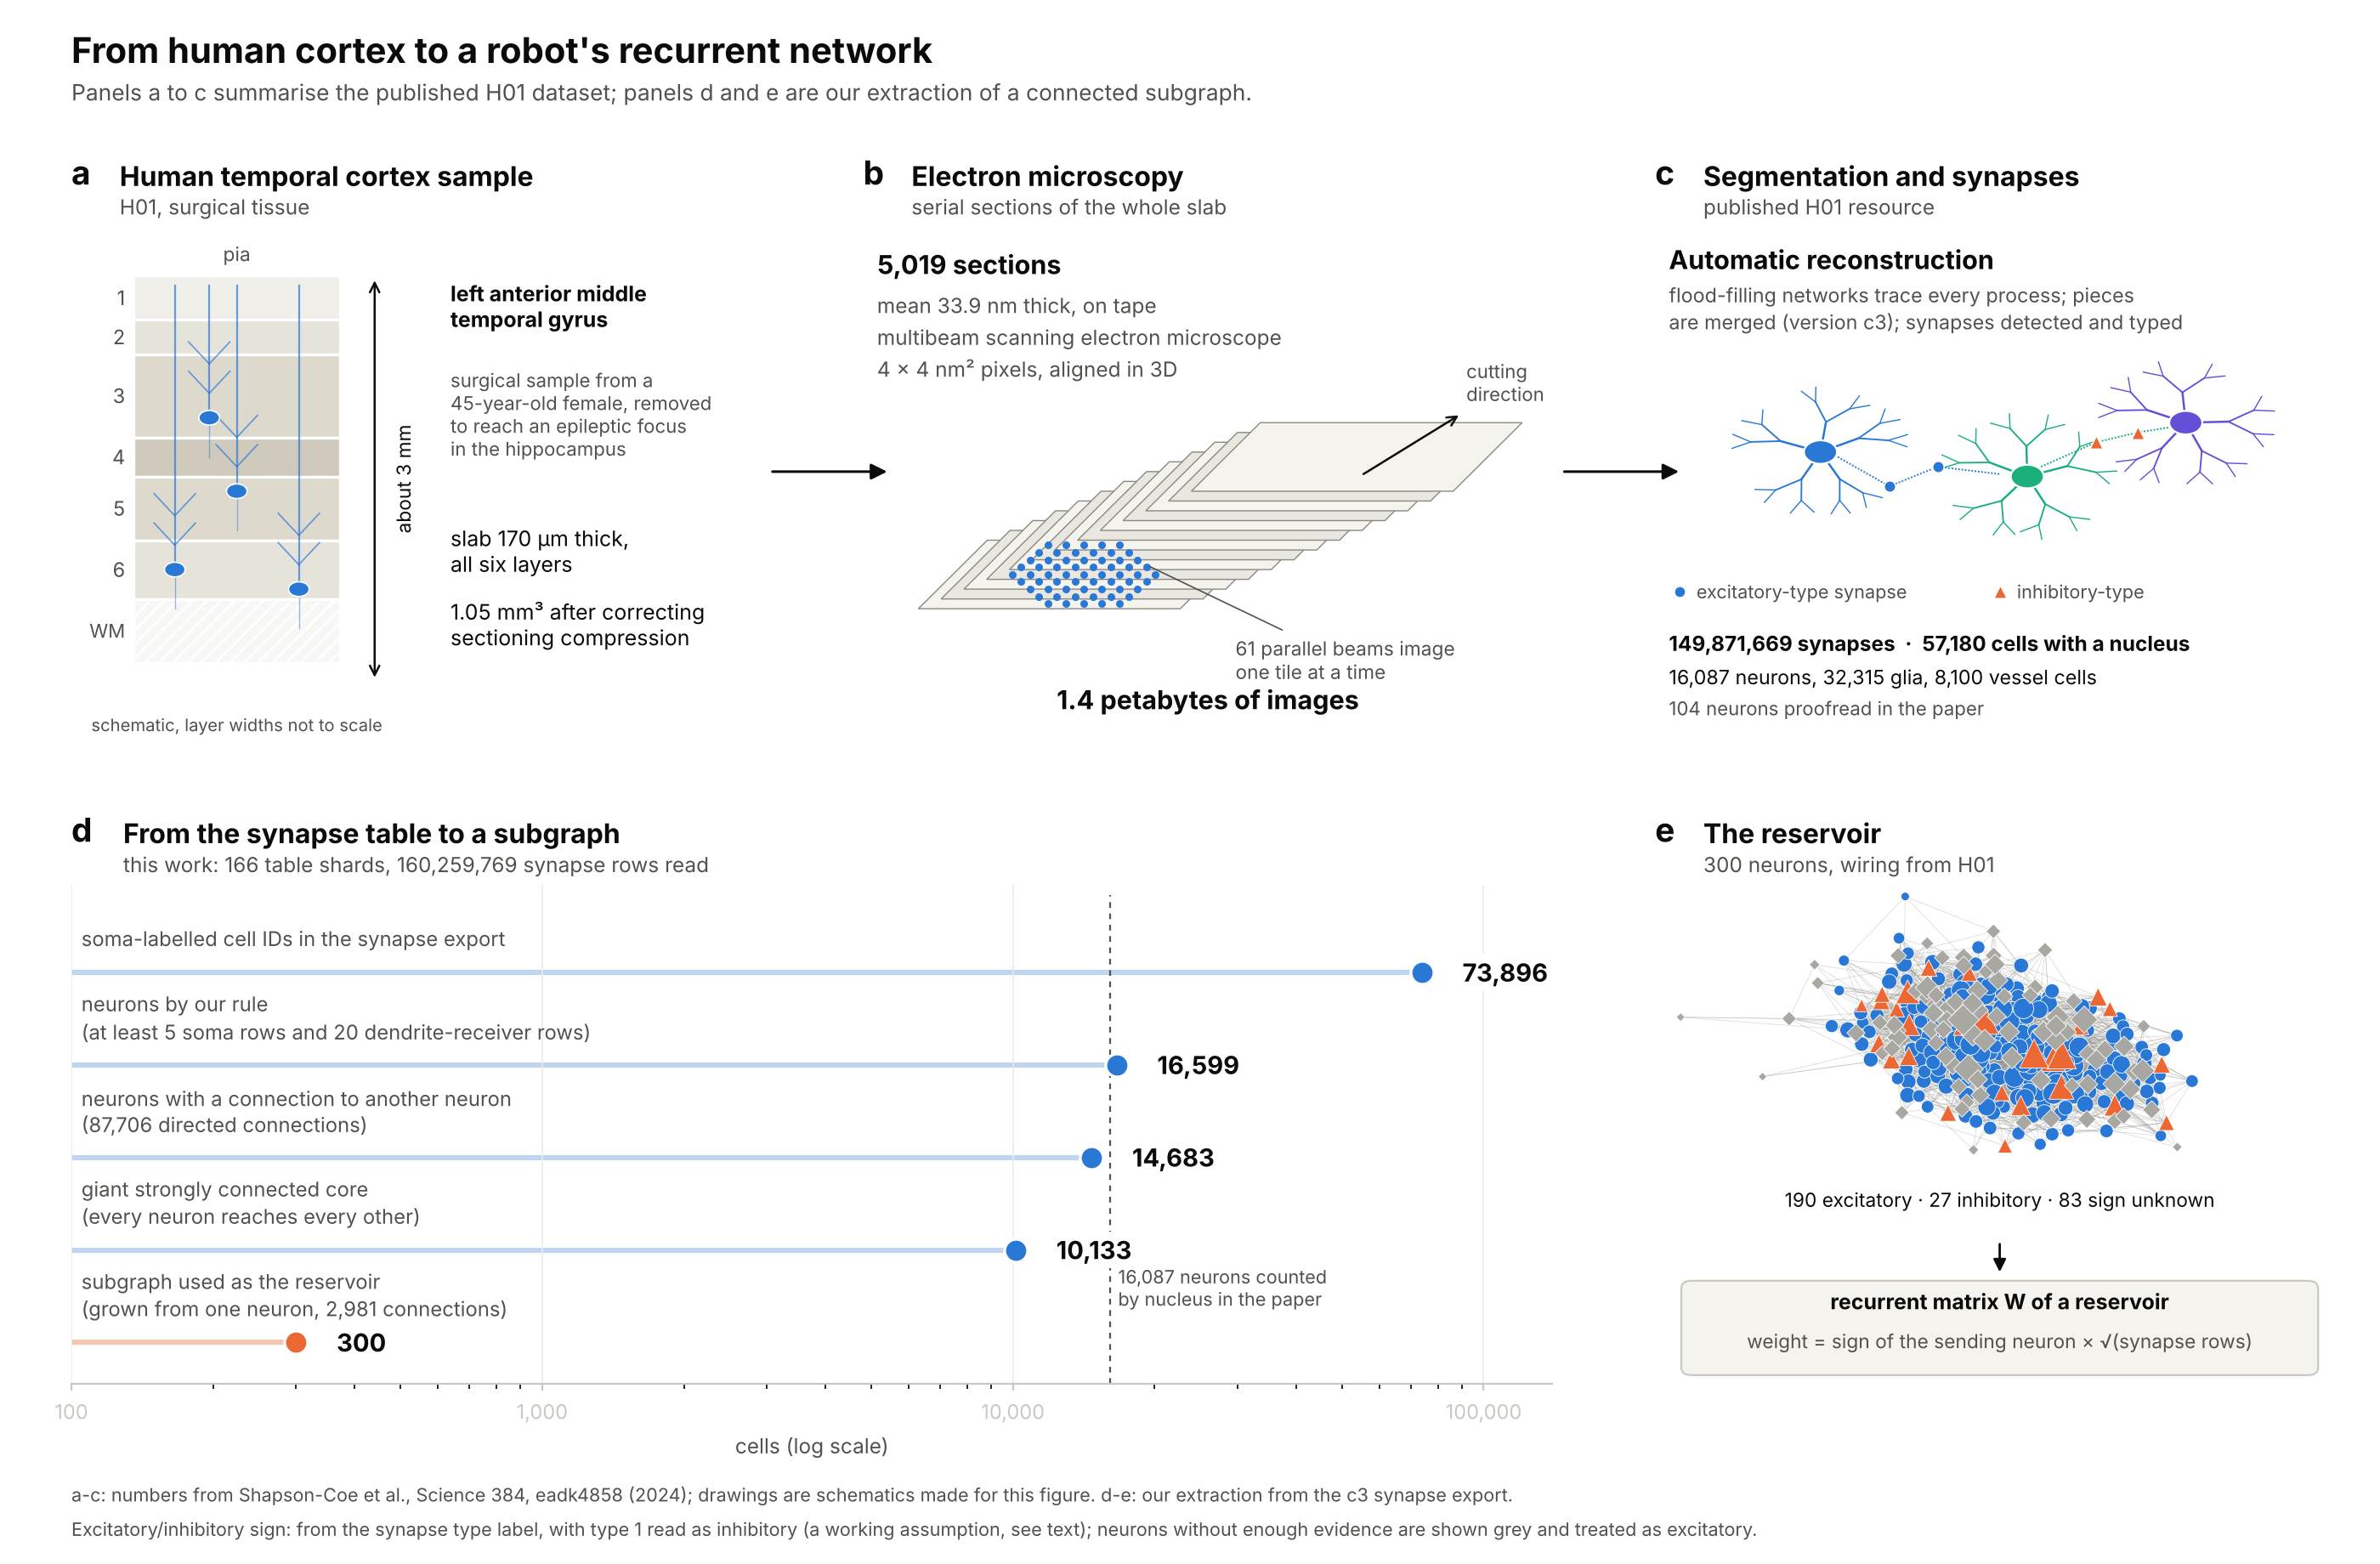 From human cortex to a robot's recurrent network
Panels a to c summarise the published H01 dataset; panels d and e are our extraction of a connected subgraph.
a Human temporal cortex sample
H01, surgical tissue
pia
1
2
3
4
5
6
WM
about 3 mm
left anterior middle
temporal gyrus
surgical sample from a
45-year-old female, removed
to reach an epileptic focus
in the hippocampus
slab 170 µm thick,
all six layers
1.05 mm³ after correcting
sectioning compression
schematic, layer widths not to scale
b Electron microscopy
serial sections of the whole slab
5,019 sections
mean 33.9 nm thick, on tape
multibeam scanning electron microscope
4 × 4 nm² pixels, aligned in 3D
cutting
direction
61 parallel beams image
one tile at a time
1.4 petabytes of images
c Segmentation and synapses
published H01 resource
Automatic reconstruction
flood-filling networks trace every process; pieces
are merged (version c3); synapses detected and typed
excitatory-type synapse
inhibitory-type
149,871,669 synapses · 57,180 cells with a nucleus
16,087 neurons, 32,315 glia, 8,100 vessel cells
104 neurons proofread in the paper
d From the synapse table to a subgraph
this work: 166 table shards, 160,259,769 synapse rows read
soma-labelled cell IDs in the synapse export
73,896
neurons by our rule
(at least 5 soma rows and 20 dendrite-receiver rows)
16,599
neurons with a connection to another neuron
(87,706 directed connections)
14,683
giant strongly connected core
(every neuron reaches every other)
10,133
16,087 neurons counted
by nucleus in the paper
subgraph used as the reservoir
(grown from one neuron, 2,981 connections)
300
100
1,000
10,000
100,000
cells (log scale)
e The reservoir
300 neurons, wiring from H01
190 excitatory · 27 inhibitory · 83 sign unknown
recurrent matrix W of a reservoir
weight = sign of the sending neuron × √(synapse rows)
a-c: numbers from Shapson-Coe et al., Science 384, eadk4858 (2024); drawings are schematics made for this figure. d-e: our extraction from the c3 synapse export.
Excitatory/inhibitory sign: from the synapse type label, with type 1 read as inhibitory (a working assumption, see text); neurons without enough evidence are shown grey and treated as excitatory.